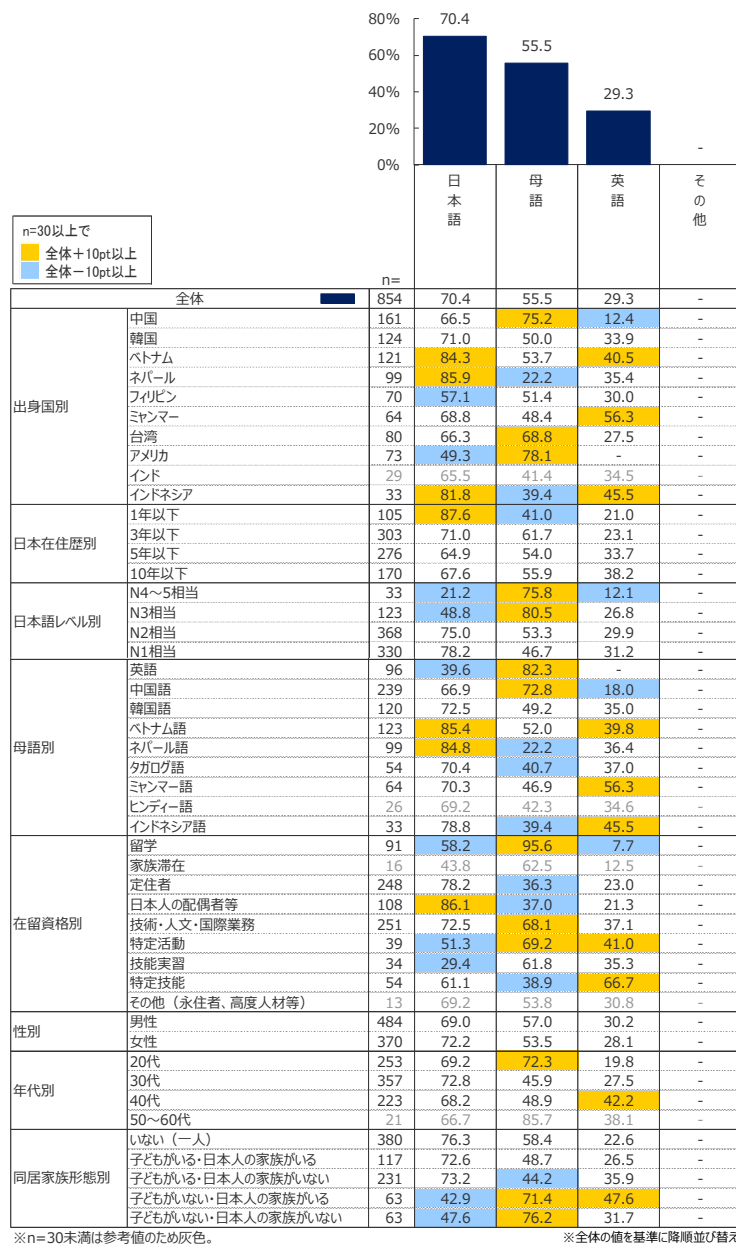 80%
60%
40%
20%
0%
70.4
55.5
29.3
-
日本語
母語
英語
その他
n=30以上で
全体＋10pt以上
全体－10pt以上
n=
全体 854 70.4 55.5 29.3 -
出身国別
中国 161 66.5 75.2 12.4 -
韓国 124 71.0 50.0 33.9 -
ベトナム 121 84.3 53.7 40.5 -
ネパール 99 85.9 22.2 35.4 -
フィリピン 70 57.1 51.4 30.0 -
ミャンマー 64 68.8 48.4 56.3 -
台湾 80 66.3 68.8 27.5 -
アメリカ 73 49.3 78.1 - -
インド 29 65.5 41.4 34.5 -
インドネシア 33 81.8 39.4 45.5 -
日本在住歴別
1年以下 105 87.6 41.0 21.0 -
3年以下 303 71.0 61.7 23.1 -
5年以下 276 64.9 54.0 33.7 -
10年以下 170 67.6 55.9 38.2 -
日本語レベル別
N4～5相当 33 21.2 75.8 12.1 -
N3相当 123 48.8 80.5 26.8 -
N2相当 368 75.0 53.3 29.9 -
N1相当 330 78.2 46.7 31.2 -
母語別
英語 96 39.6 82.3 - -
中国語 239 66.9 72.8 18.0 -
韓国語 120 72.5 49.2 35.0 -
ベトナム語 123 85.4 52.0 39.8 -
ネパール語 99 84.8 22.2 36.4 -
タガログ語 54 70.4 40.7 37.0 -
ミャンマー語 64 70.3 46.9 56.3 -
ヒンディー語 26 69.2 42.3 34.6 -
インドネシア語 33 78.8 39.4 45.5 -
在留資格別
留学 91 58.2 95.6 7.7 -
家族滞在 16 43.8 62.5 12.5 -
定住者 248 78.2 36.3 23.0 -
日本人の配偶者等 108 86.1 37.0 21.3 -
技術・人文・国際業務 251 72.5 68.1 37.1 -
特定活動 39 51.3 69.2 41.0 -
技能実習 34 29.4 61.8 35.3 -
特定技能 54 61.1 38.9 66.7 -
その他（永住者、高度人材等） 13 69.2 53.8 30.8 -
性別
男性 484 69.0 57.0 30.2 -
女性 370 72.2 53.5 28.1 -
年代別
20代 253 69.2 72.3 19.8 -
30代 357 72.8 45.9 27.5 -
40代 223 68.2 48.9 42.2 -
50～60代 21 66.7 85.7 38.1 -
同居家族形態別
いない（一人） 380 76.3 58.4 22.6 -
子どもがいる・日本人の家族がいる 117 72.6 48.7 26.5 -
子どもがいる・日本人の家族がいない 231 73.2 44.2 35.9 -
子どもがいない・日本人の家族がいる 63 42.9 71.4 47.6 -
子どもがいない・日本人の家族がいない 63 47.6 76.2 31.7 -
※n=30未満は参考値のため灰色。
※全体の値を基準に降順並び替え